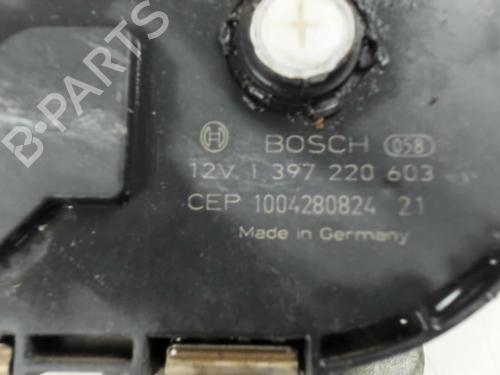 B-PARTS
BOSCH 058
12V 1 397 220 603
CEP 1004280824 21
Made in Germany